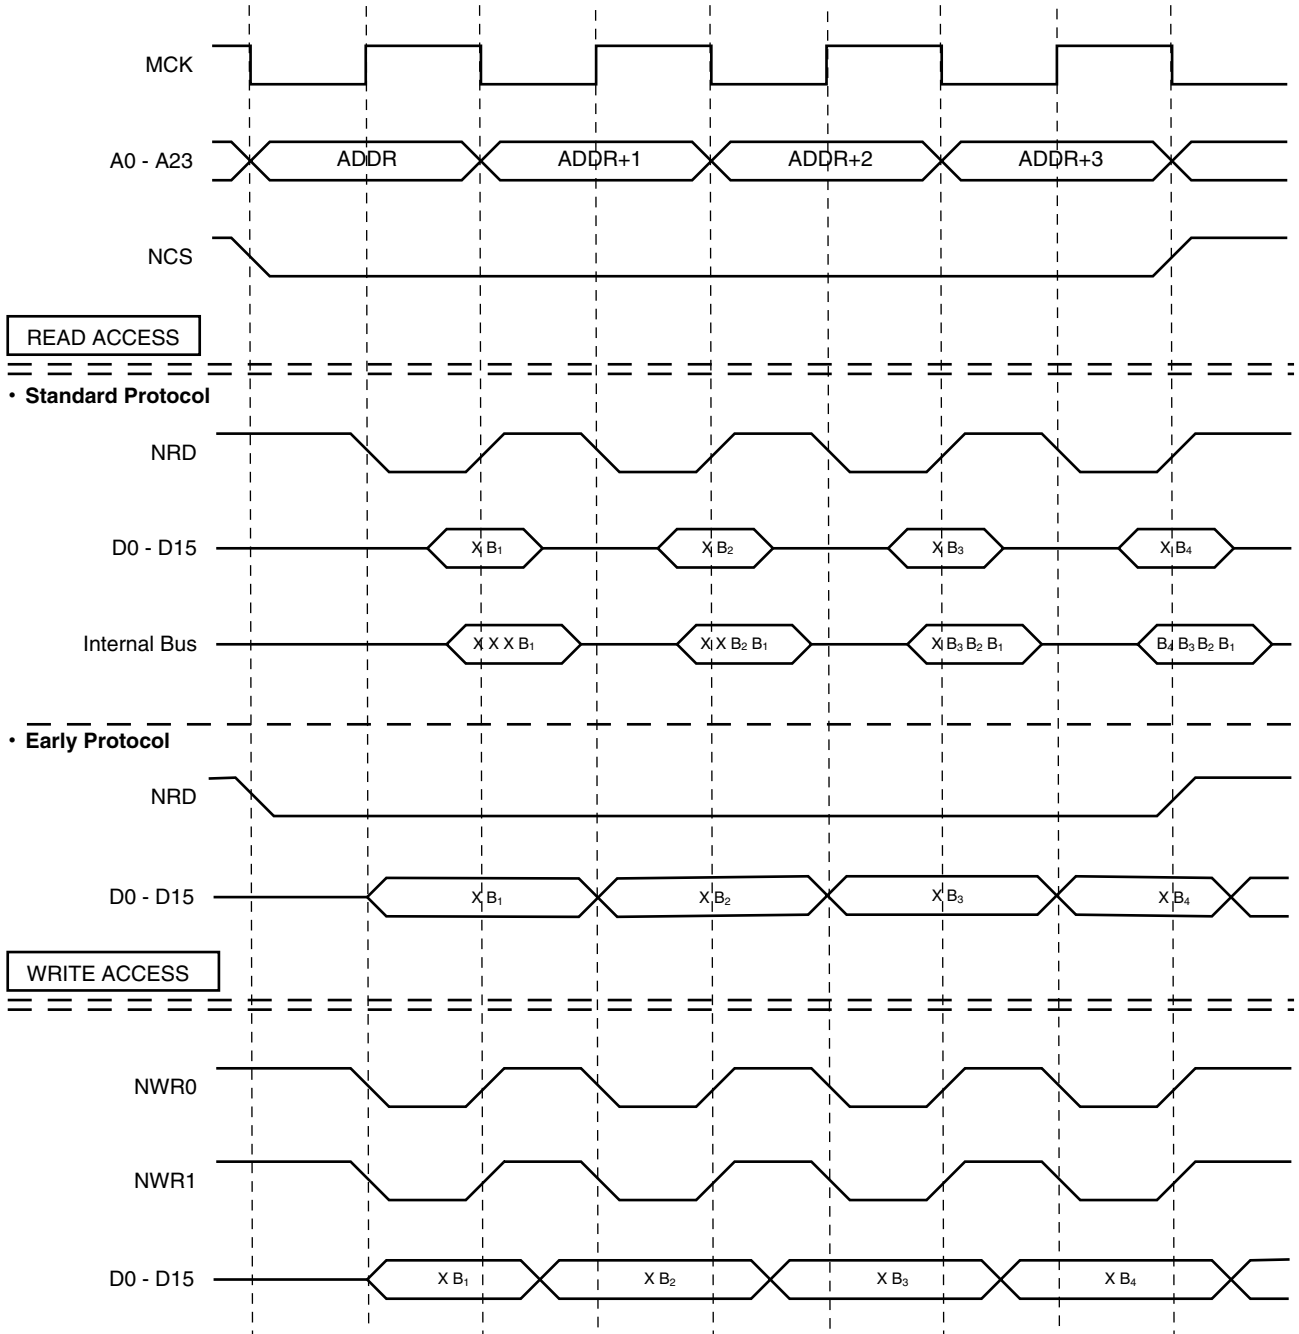 MCK
A0 - A23 ADDR ADDR+1 ADDR+2 ADDR+3
NCS
READ ACCESS
• Standard Protocol
NRD
D0 - D15 X B1 X B2 X B3 X B4
Internal Bus X X X B1 X X B2 B1 X B3 B2 B1 B4 B3 B2 B1
• Early Protocol
NRD
D0 - D15 X B1 X B2 X B3 X B4
WRITE ACCESS
NWR0
NWR1
D0 - D15 X B1 X B2 X B3 X B4